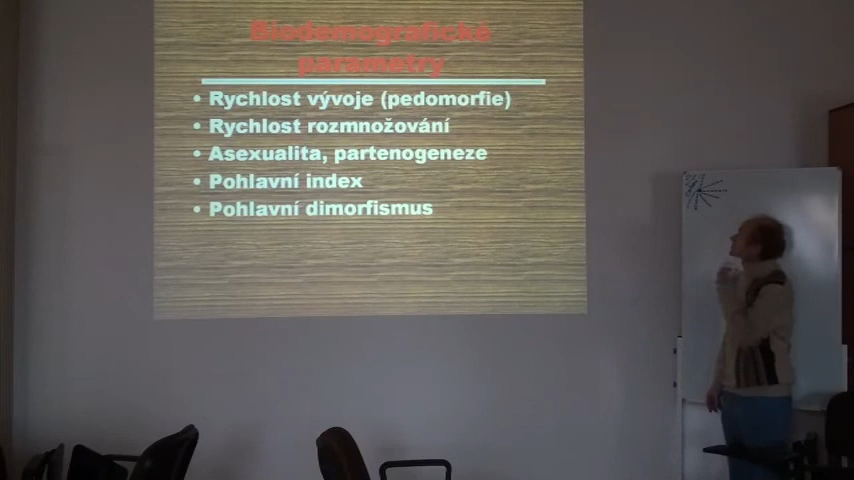 Biodemografické
parametry
• Rychlost vývoje (pedomorfie)
• Rychlost rozmnožování
• Asexualita, partenogeneze
• Pohlavní index
• Pohlavní dimorfismus